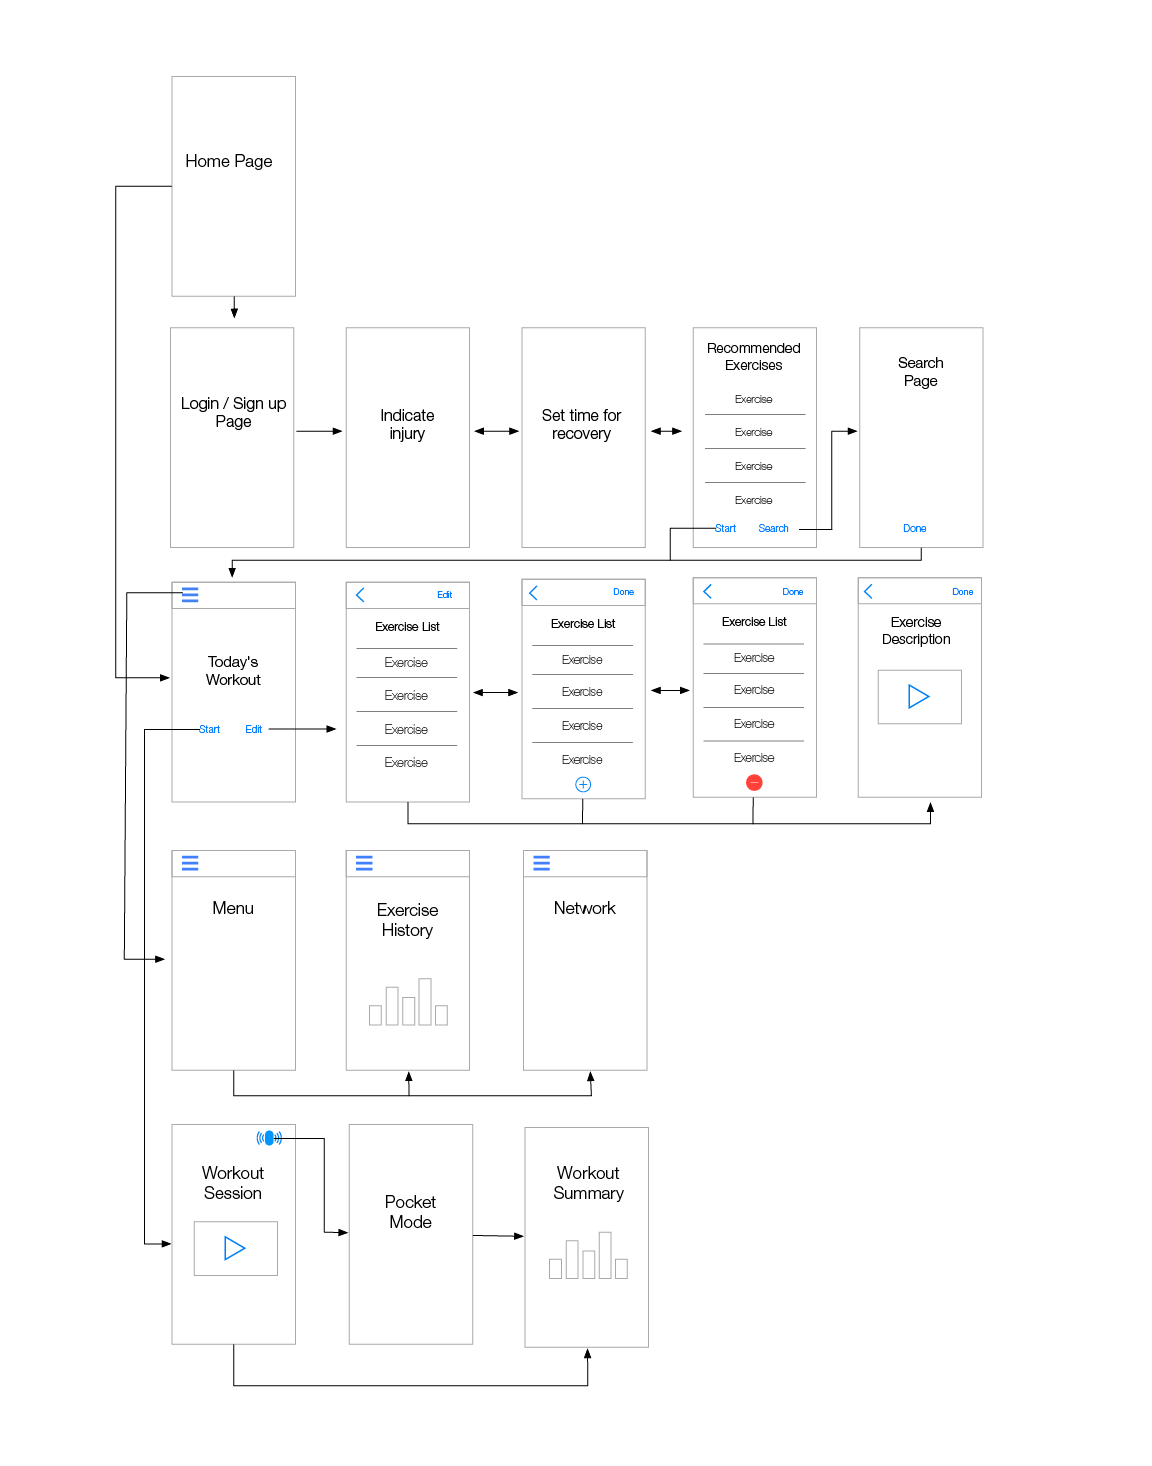 Home Page
Login / Sign up
Page
Indicate
injury
Set time for
recovery
Recommended
Exercises
Exercise
Exercise
Exercise
Exercise
Start
Search
Search
Page
Done
Today's
Workout
Start
Edit
Edit
Exercise List
Exercise
Exercise
Exercise
Exercise
Done
Exercise List
Exercise
Exercise
Exercise
Exercise
Done
Exercise List
Exercise
Exercise
Exercise
Exercise
Done
Exercise
Description
Menu
Exercise
History
Network
Workout
Session
Pocket
Mode
Workout
Summary